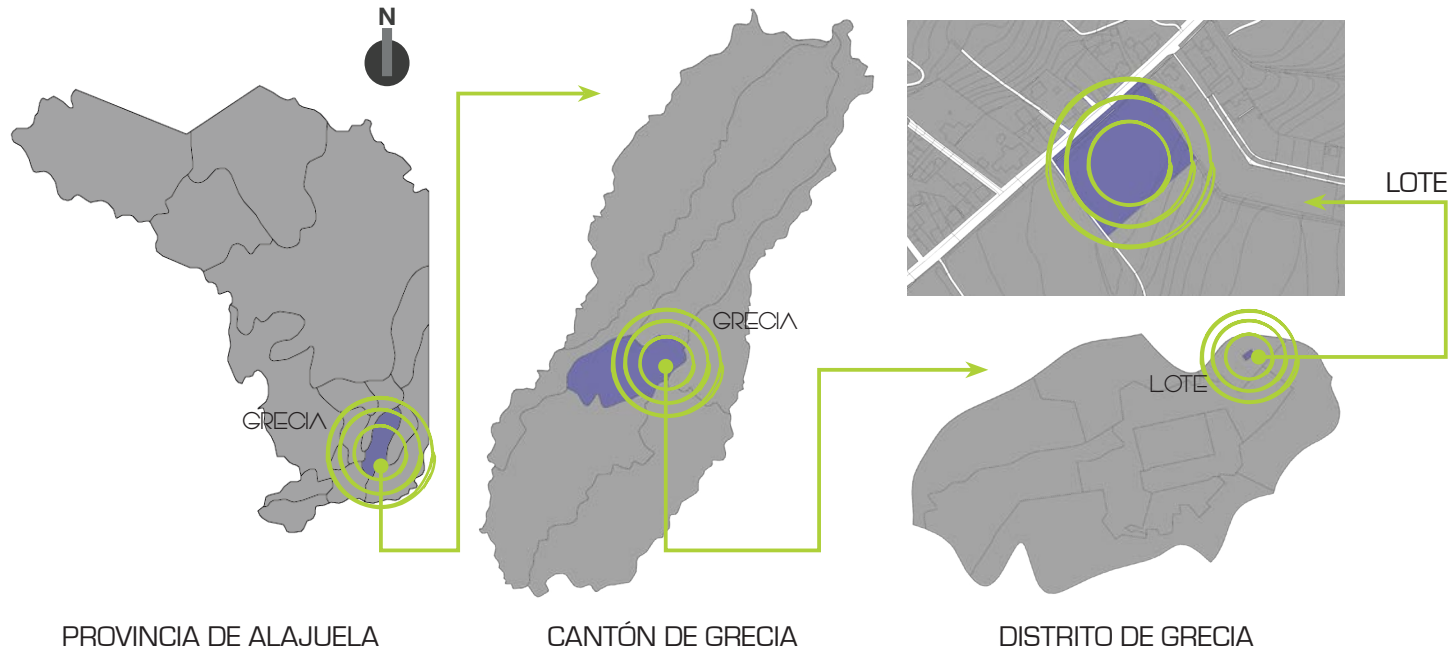 N
GRECIA
PROVINCIA DE ALAJUELA
GRECIA
CANTÓN DE GRECIA
LOTE
LOTE
DISTRITO DE GRECIA